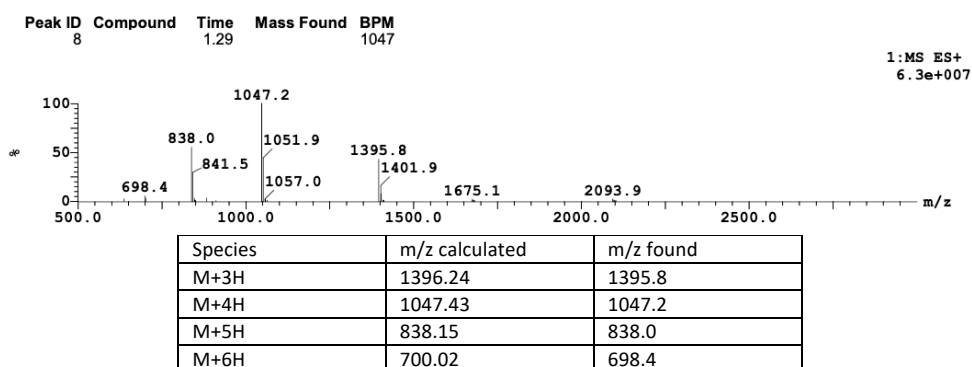 Peak ID Compound Time Mass Found BPM
8 1.29 1047
1:MS ES+
6.3e+007
1047.2
100
838.0
1051.9
%
50
1395.8
841.5
1401.9
698.4
1057.0
1675.1
2093.9
0
m/z
500.0 1000.0 1500.0 2000.0 2500.0
Species m/z calculated m/z found
M+3H 1396.24 1395.8
M+4H 1047.43 1047.2
M+5H 838.15 838.0
M+6H 700.02 698.4